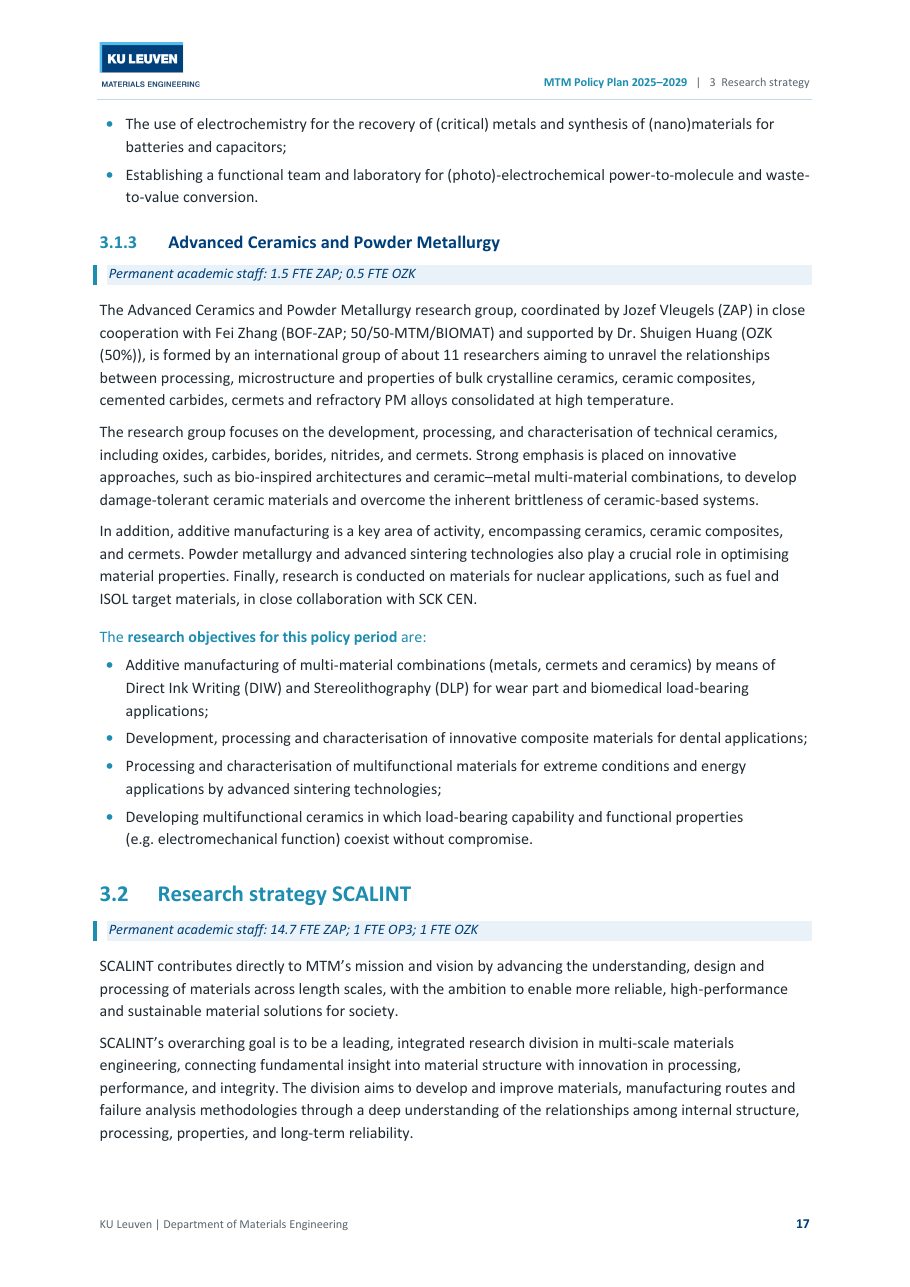 KU LEUVEN
MATERIALS ENGINEERING
MTM Policy Plan 2025–2029 | 3 Research strategy
• The use of electrochemistry for the recovery of (critical) metals and synthesis of (nano)materials for
batteries and capacitors;
• Establishing a functional team and laboratory for (photo)-electrochemical power-to-molecule and waste-
to-value conversion.
3.1.3 Advanced Ceramics and Powder Metallurgy
Permanent academic staff: 1.5 FTE ZAP; 0.5 FTE OZK
The Advanced Ceramics and Powder Metallurgy research group, coordinated by Jozef Vleugels (ZAP) in close
cooperation with Fei Zhang (BOF-ZAP; 50/50-MTM/BIOMAT) and supported by Dr. Shuigen Huang (OZK
(50%)), is formed by an international group of about 11 researchers aiming to unravel the relationships
between processing, microstructure and properties of bulk crystalline ceramics, ceramic composites,
cemented carbides, cermets and refractory PM alloys consolidated at high temperature.
The research group focuses on the development, processing, and characterisation of technical ceramics,
including oxides, carbides, borides, nitrides, and cermets. Strong emphasis is placed on innovative
approaches, such as bio-inspired architectures and ceramic–metal multi-material combinations, to develop
damage-tolerant ceramic materials and overcome the inherent brittleness of ceramic-based systems.
In addition, additive manufacturing is a key area of activity, encompassing ceramics, ceramic composites,
and cermets. Powder metallurgy and advanced sintering technologies also play a crucial role in optimising
material properties. Finally, research is conducted on materials for nuclear applications, such as fuel and
ISOL target materials, in close collaboration with SCK CEN.
The research objectives for this policy period are:
• Additive manufacturing of multi-material combinations (metals, cermets and ceramics) by means of
Direct Ink Writing (DIW) and Stereolithography (DLP) for wear part and biomedical load-bearing
applications;
• Development, processing and characterisation of innovative composite materials for dental applications;
• Processing and characterisation of multifunctional materials for extreme conditions and energy
applications by advanced sintering technologies;
• Developing multifunctional ceramics in which load-bearing capability and functional properties
(e.g. electromechanical function) coexist without compromise.
3.2 Research strategy SCALINT
Permanent academic staff: 14.7 FTE ZAP; 1 FTE OP3; 1 FTE OZK
SCALINT contributes directly to MTM’s mission and vision by advancing the understanding, design and
processing of materials across length scales, with the ambition to enable more reliable, high-performance
and sustainable material solutions for society.
SCALINT’s overarching goal is to be a leading, integrated research division in multi-scale materials
engineering, connecting fundamental insight into material structure with innovation in processing,
performance, and integrity. The division aims to develop and improve materials, manufacturing routes and
failure analysis methodologies through a deep understanding of the relationships among internal structure,
processing, properties, and long-term reliability.
KU Leuven | Department of Materials Engineering
17